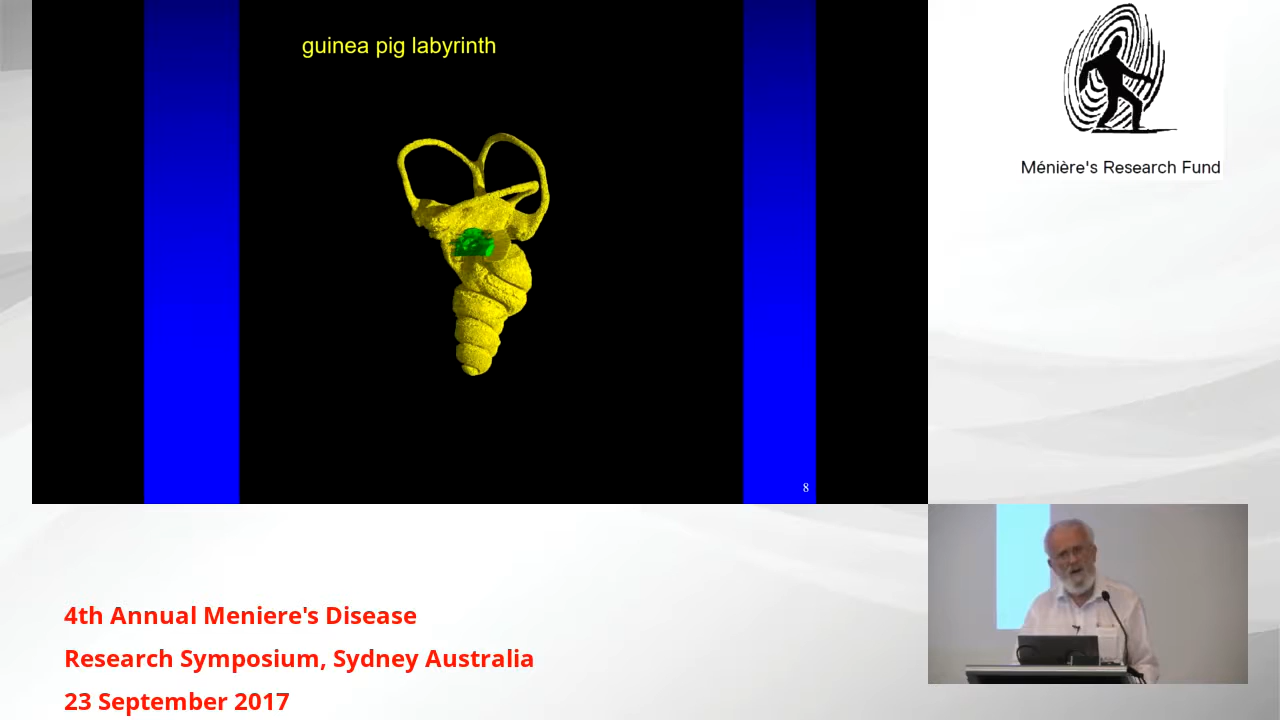 guinea pig labyrinth
8
Ménière's Research Fund
4th Annual Meniere's Disease
Research Symposium, Sydney Australia
23 September 2017